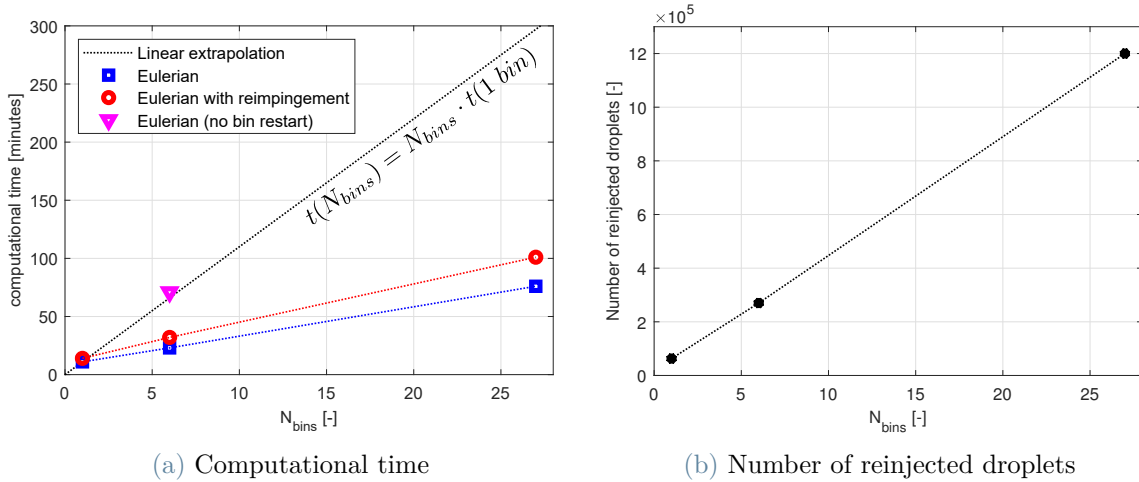 300
250
200
150
100
50
0
computational time [minutes]
Linear extrapolation
Eulerian
Eulerian with reimpingement
Eulerian (no bin restart)
t(N_bins) = N_bins · t(1 bin)
0 5 10 15 20 25
N_bins [-]
(a) Computational time
×10^5
12
10
8
6
4
2
0
Number of reinjected droplets [-]
0 5 10 15 20 25
N_bins [-]
(b) Number of reinjected droplets